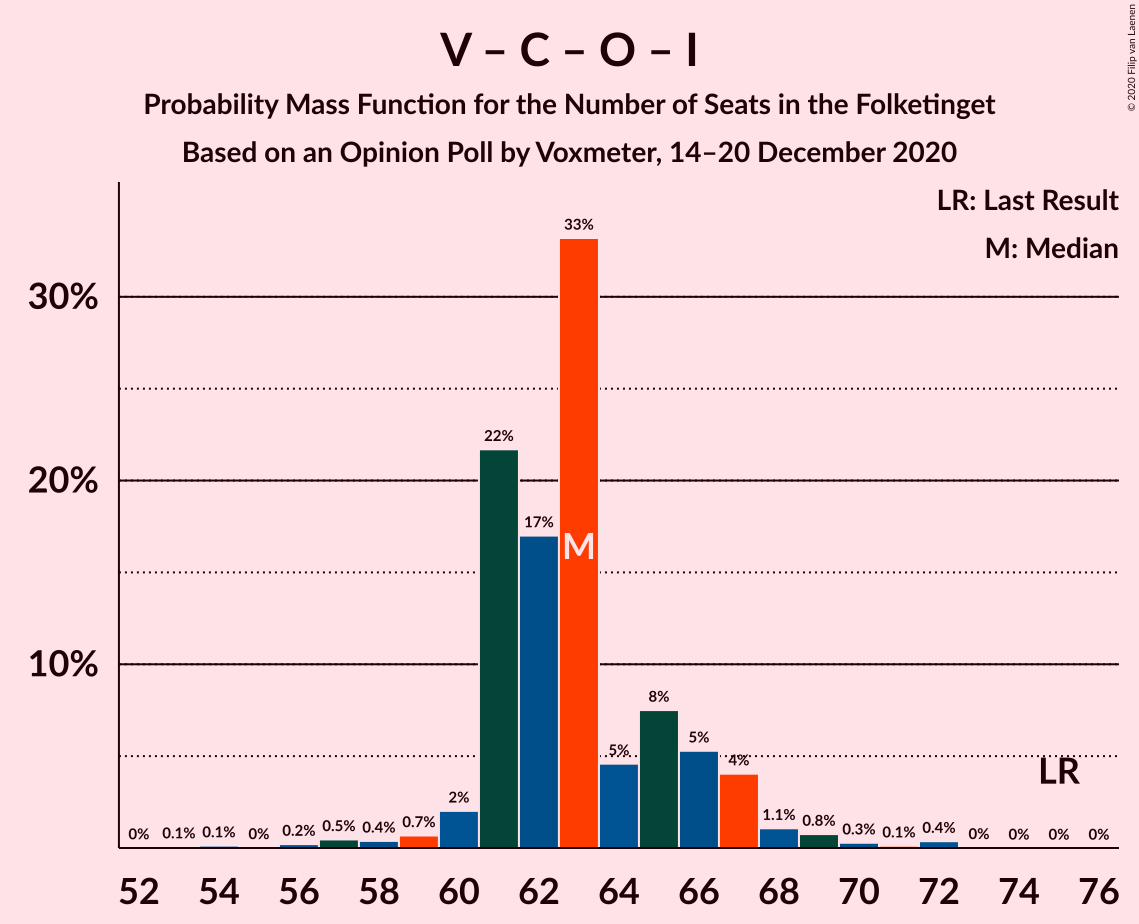 V – C – O – I
Probability Mass Function for the Number of Seats in the Folketinget
Based on an Opinion Poll by Voxmeter, 14–20 December 2020
© 2020 Filip van Laenen
LR: Last Result
M: Median
33%
30%
22%
20%
17%
M
10%
8%
5%
5%
4%
LR
2%
0% 0.1% 0.1% 0% 0.2% 0.5% 0.4% 0.7% 1.1% 0.8% 0.3% 0.1% 0.4% 0% 0% 0% 0%
52 54 56 58 60 62 64 66 68 70 72 74 76